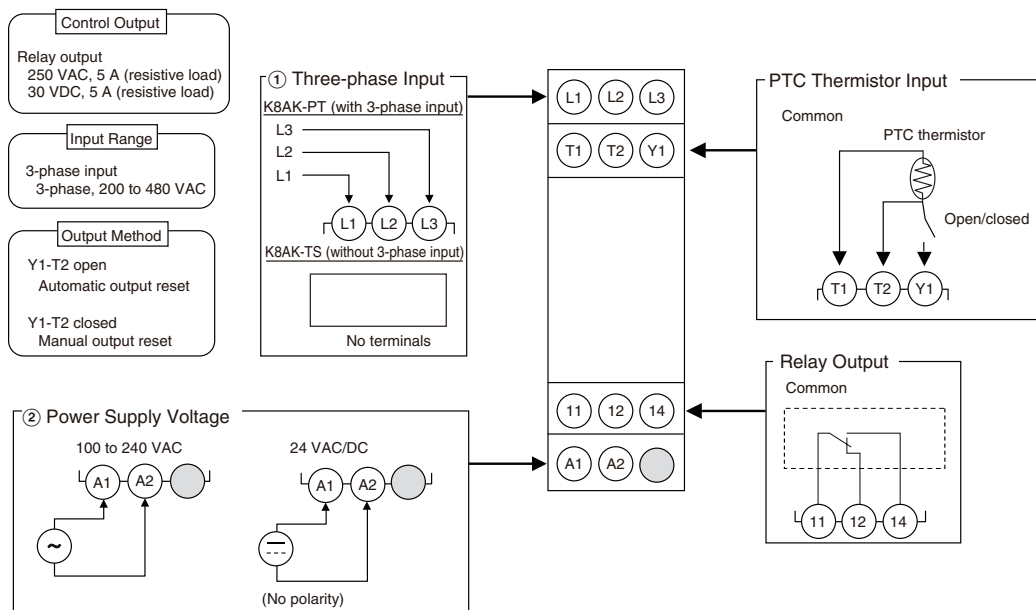 Control Output
Relay output
250 VAC, 5 A (resistive load)
30 VDC, 5 A (resistive load)
Input Range
3-phase input
3-phase, 200 to 480 VAC
Output Method
Y1-T2 open
Automatic output reset
Y1-T2 closed
Manual output reset
① Three-phase Input
K8AK-PT (with 3-phase input)
L3
L2
L1
L1 L2 L3
K8AK-TS (without 3-phase input)
No terminals
L1 L2 L3
T1 T2 Y1
11 12 14
A1 A2
PTC Thermistor Input
Common
PTC thermistor
Open/closed
T1 T2 Y1
Relay Output
Common
11 12 14
② Power Supply Voltage
100 to 240 VAC
A1 A2
~
24 VAC/DC
A1 A2
(No polarity)